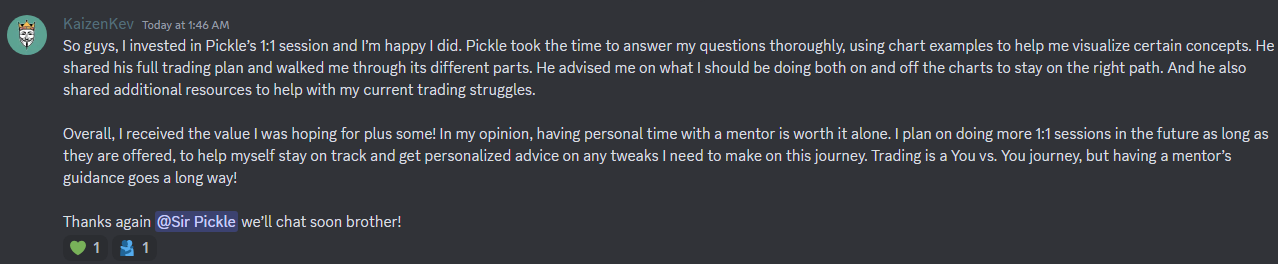 KaizenKev Today at 1:46 AM
So guys, I invested in Pickle’s 1:1 session and I’m happy I did. Pickle took the time to answer my questions thoroughly, using chart examples to help me visualize certain concepts. He
shared his full trading plan and walked me through its different parts. He advised me on what I should be doing both on and off the charts to stay on the right path. And he also
shared additional resources to help with my current trading struggles.
Overall, I received the value I was hoping for plus some! In my opinion, having personal time with a mentor is worth it alone. I plan on doing more 1:1 sessions in the future as long as
they are offered, to help myself stay on track and get personalized advice on any tweaks I need to make on this journey. Trading is a You vs. You journey, but having a mentor’s
guidance goes a long way!
Thanks again @Sir Pickle we’ll chat soon brother!
1 1